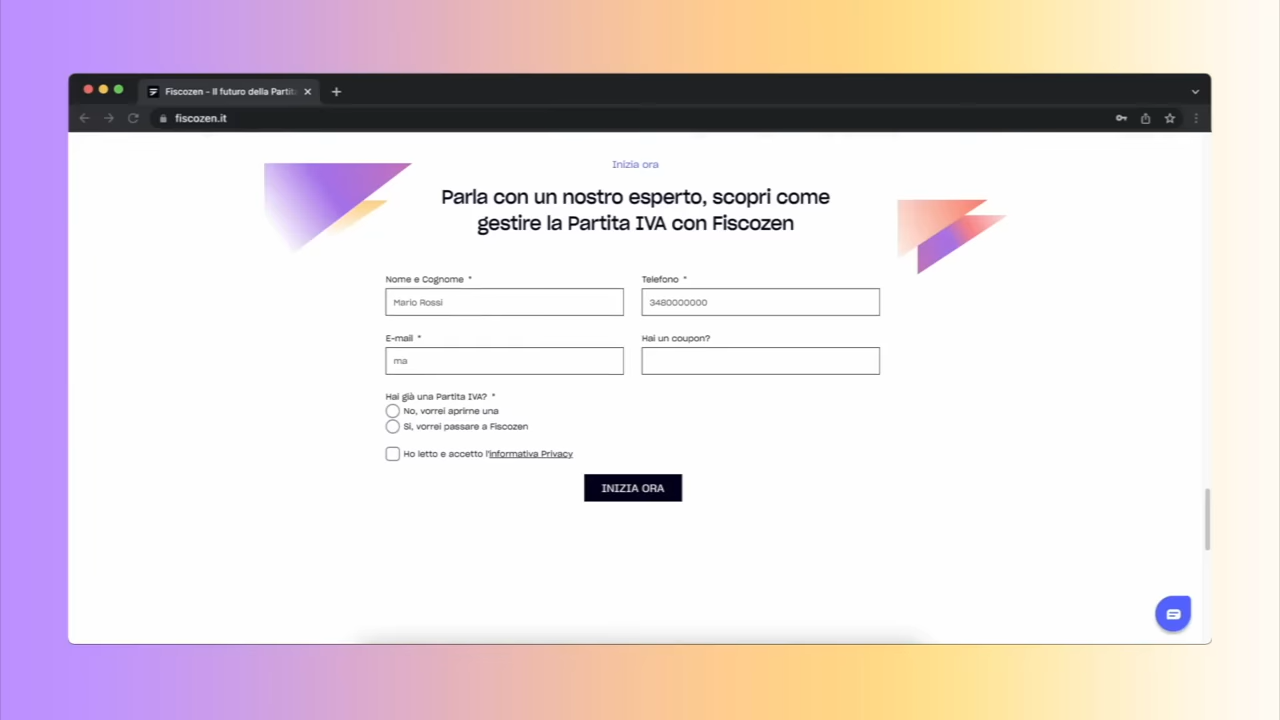 Fiscozen - Il futuro della Partit
fiscozen.it
Inizia ora
Parla con un nostro esperto, scopri come
gestire la Partita IVA con Fiscozen
Nome e Cognome *
Telefono *
Mario Rossi
3480000000
E-mail *
Hai un coupon?
ma
Hai già una Partita IVA? *
No, vorrei aprirne una
Sì, vorrei passare a Fiscozen
Ho letto e accetto l'Informativa Privacy
INIZIA ORA